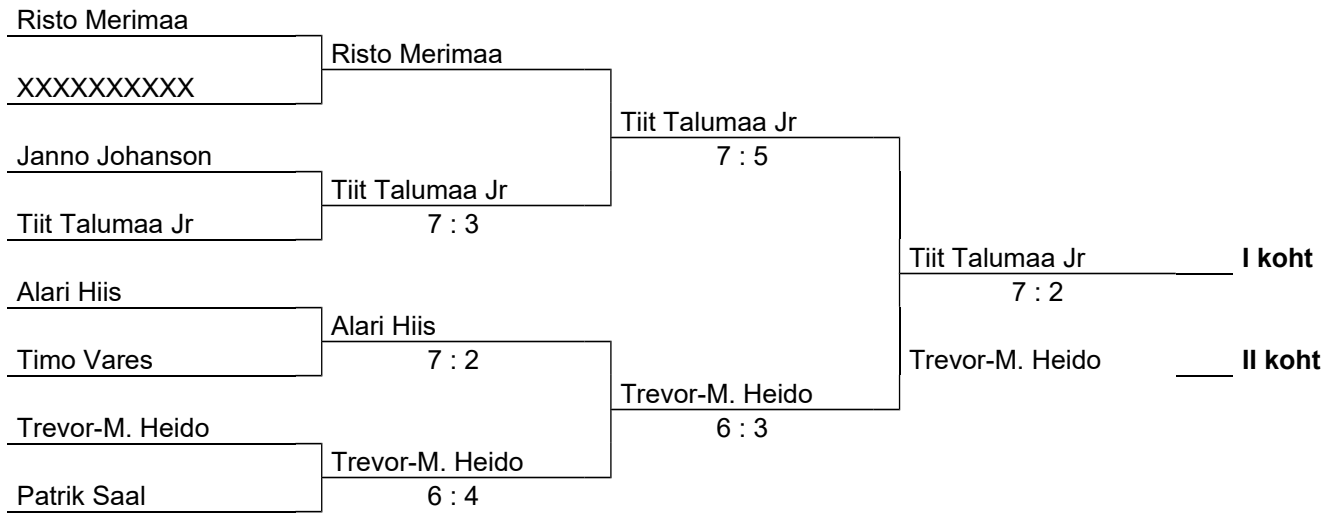 Risto Merimaa
Risto Merimaa
XXXXXXXXXX
Tiit Talumaa Jr
7 : 5
Janno Johanson
Tiit Talumaa Jr
Tiit Talumaa Jr
7 : 3
Tiit Talumaa Jr I koht
7 : 2
Alari Hiis
Alari Hiis
Timo Vares
7 : 2
Trevor-M. Heido II koht
Trevor-M. Heido
6 : 3
Trevor-M. Heido
Trevor-M. Heido
Patrik Saal
6 : 4